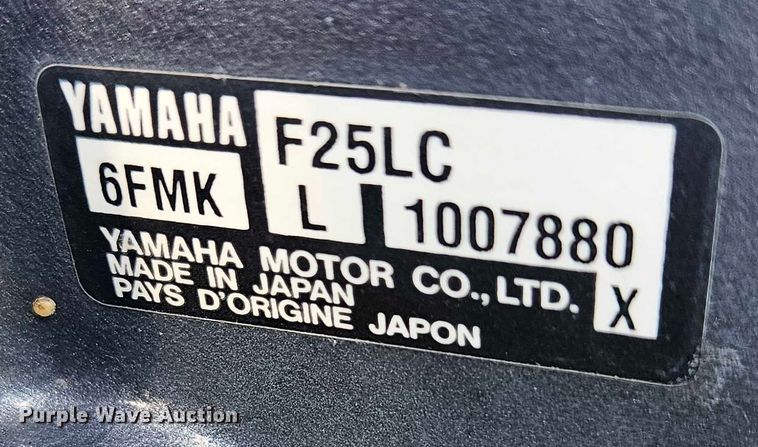 YAMAHA F25LC
6FMK L 1007880
X
YAMAHA MOTOR CO., LTD.
MADE IN JAPAN
PAYS D'ORIGINE JAPON
Purple Wave Auction